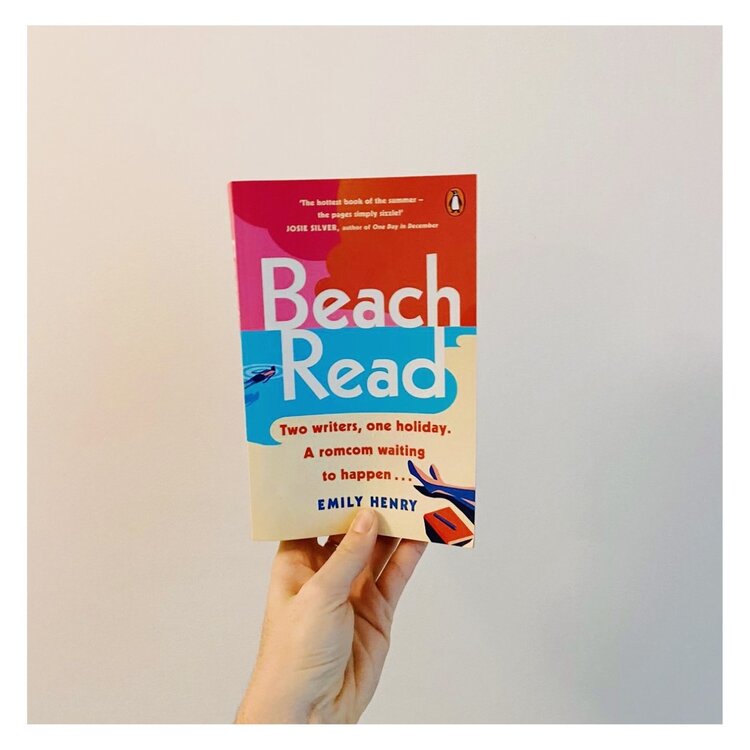 'The hottest book of the summer –
the pages simply sizzle!'
JOSIE SILVER, author of One Day in December
Beach
Read
Two writers, one holiday.
A romcom waiting
to happen...
EMILY HENRY